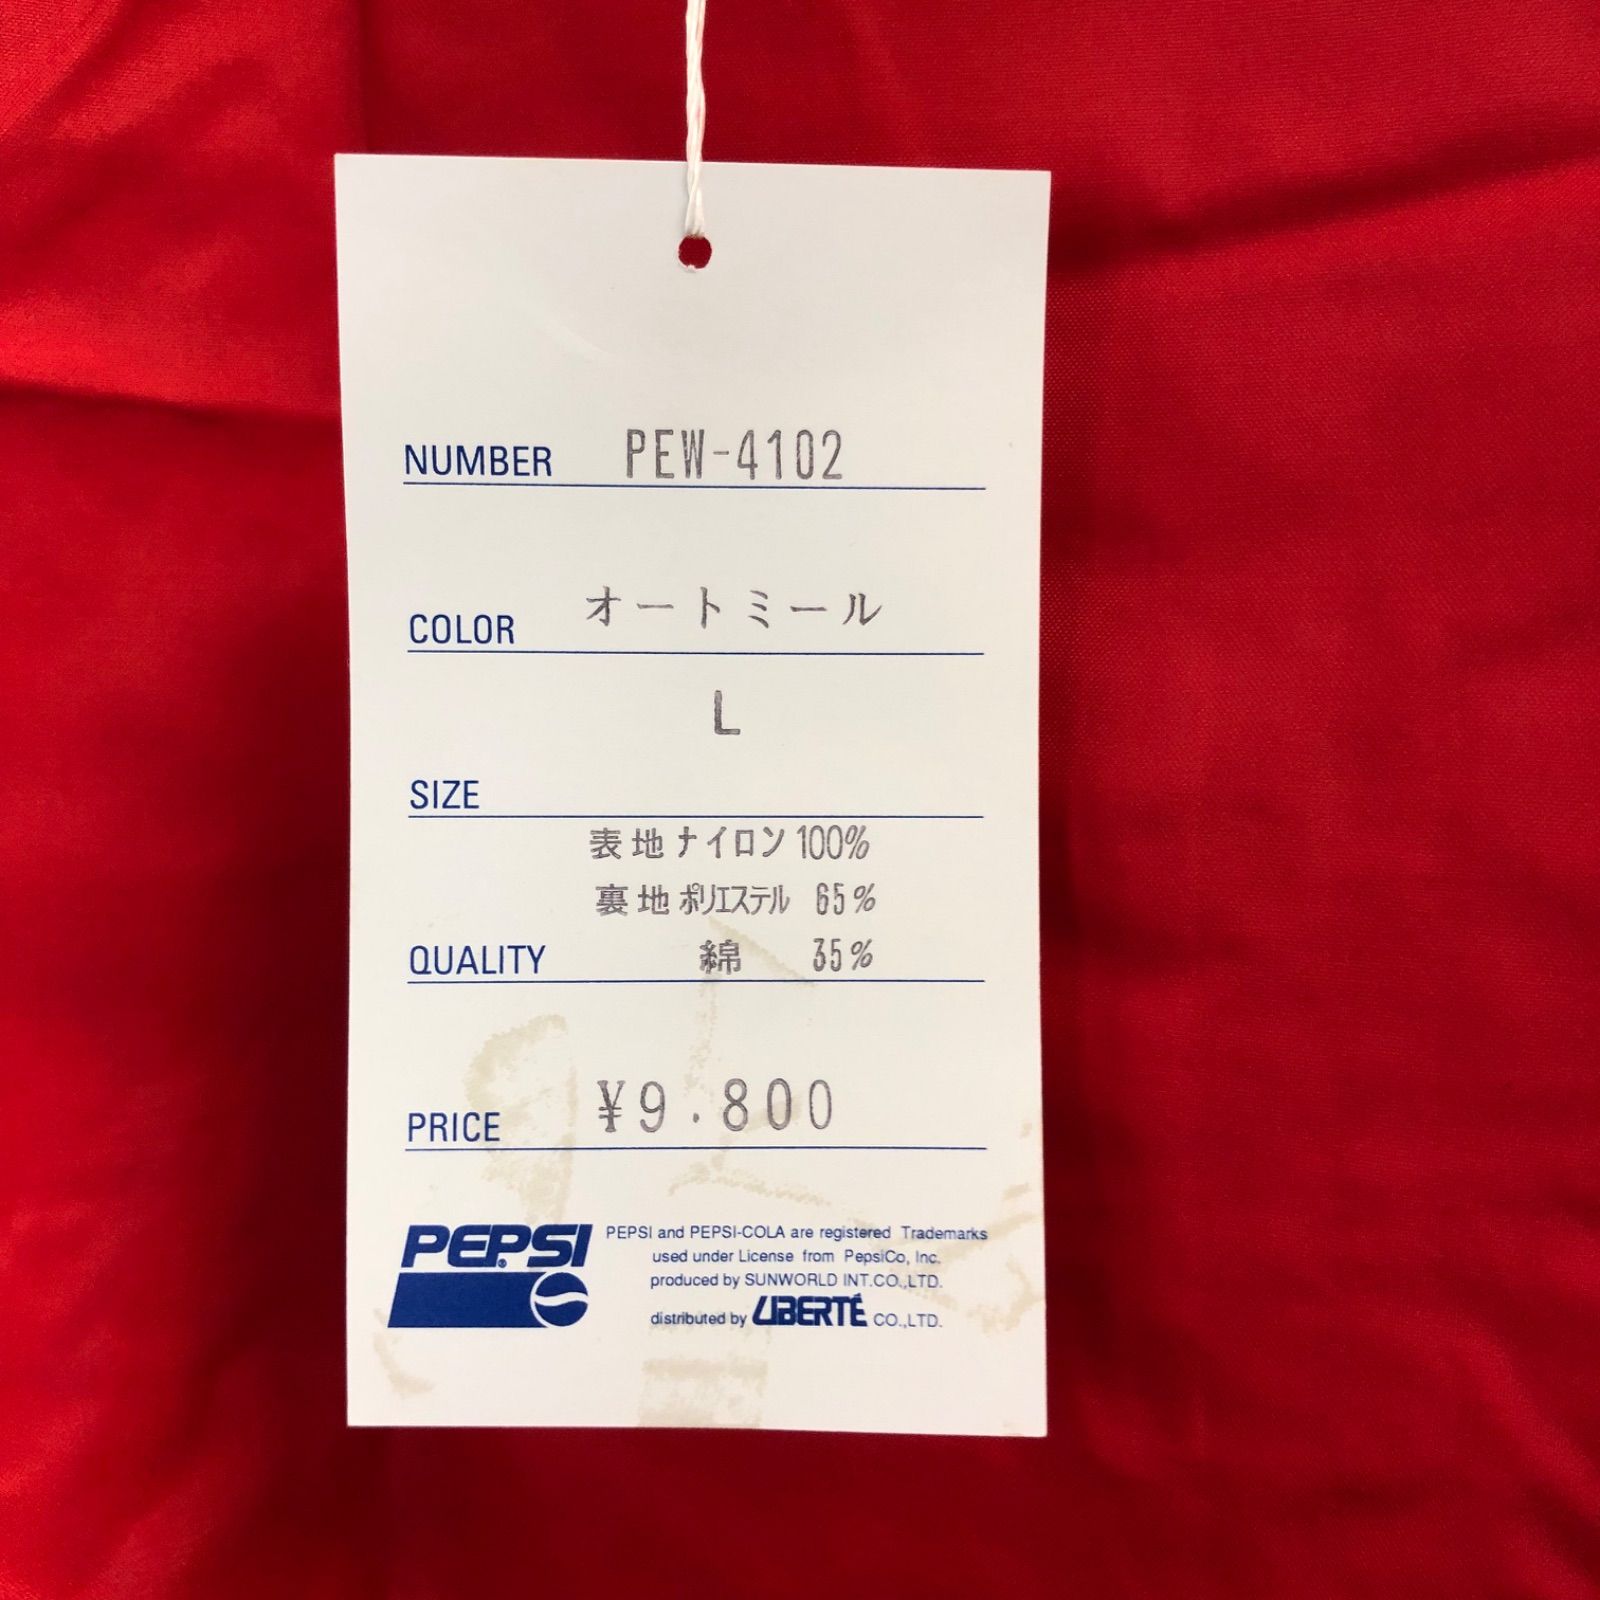 NUMBER PEW-4102
COLOR オートミール
L
SIZE
表地ナイロン100%
裏地ポリエステル 65%
QUALITY 綿 35%
PRICE ¥9.800
PEPSI®
PEPSI and PEPSI-COLA are registered Trademarks
used under License from PepsiCo, Inc.
produced by SUNWORLD INT.CO.,LTD.
distributed by LIBERTÉ CO.,LTD.